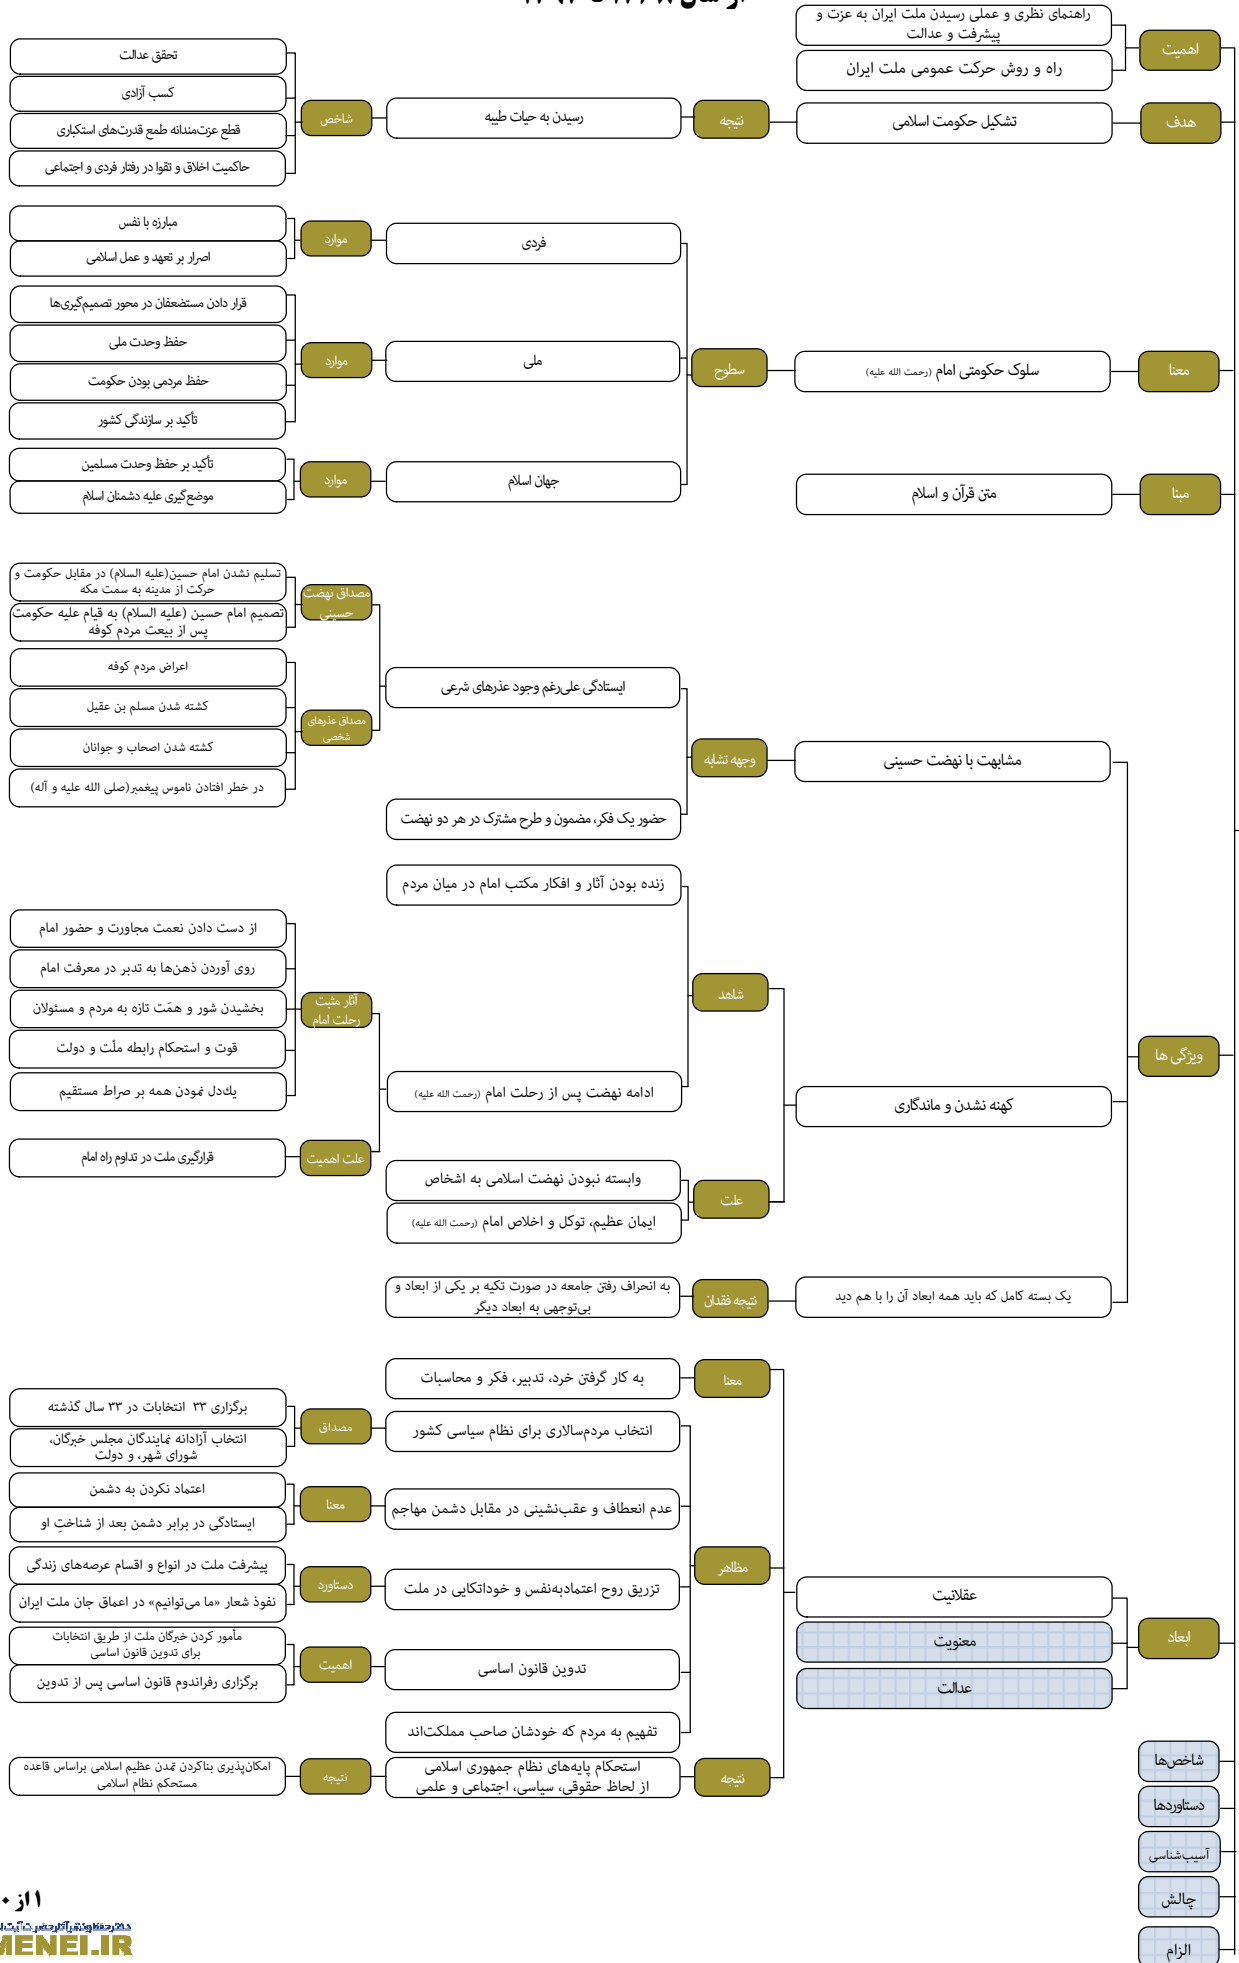 اهمیت
راهنمای نظری و عملی رسیدن ملت ایران به عزت و
پیشرفت و عدالت
راه و روش حرکت عمومی ملت ایران
هدف
تشکیل حکومت اسلامی
نتیجه
رسیدن به حیات طیبه
شاخص
تحقق عدالت
کسب آزادی
قطع عزت‌مندانه طمع قدرت‌های استکباری
حاکمیت اخلاق و تقوا در رفتار فردی و اجتماعی
معنا
سلوک حکومتی امام (رحمت الله علیه)
سطوح
فردی
موارد
مبارزه با نفس
اصرار بر تعهد و عمل اسلامی
ملی
موارد
قرار دادن مستضعفان در محور تصمیم‌گیری‌ها
حفظ وحدت ملی
حفظ مردمی بودن حکومت
تأکید بر سازندگی کشور
جهان اسلام
موارد
تأکید بر حفظ وحدت مسلمین
موضع‌گیری علیه دشمنان اسلام
مبنا
متن قرآن و اسلام
ویژگی ها
مشابهت با نهضت حسینی
وجهه تشابه
ایستادگی علی‌رغم وجود عذرهای شرعی
مصداق نهضت
حسینی
تسلیم نشدن امام حسین(علیه السلام) در مقابل حکومت و
حرکت از مدینه به سمت مکه
تصمیم امام حسین (علیه السلام) به قیام علیه حکومت
پس از بیعت مردم کوفه
مصداق عذرهای
شخصی
اعراض مردم کوفه
کشته شدن مسلم بن عقیل
کشته شدن اصحاب و جوانان
در خطر افتادن ناموس پیغمبر(صلی الله علیه و آله)
حضور یک فکر، مضمون و طرح مشترک در هر دو نهضت
کهنه نشدن و ماندگاری
شاهد
زنده بودن آثار و افکار مکتب امام در میان مردم
ادامه نهضت پس از رحلت امام (رحمت الله علیه)
آثار مثبت
رحلت امام
از دست دادن نعمت مجاورت و حضور امام
روی آوردن ذهن‌ها به تدبر در معرفت امام
بخشیدن شور و همّت تازه به مردم و مسئولان
قوت و استحکام رابطه ملّت و دولت
یك‌دل نمودن همه بر صراط مستقیم
علت اهمیت
قرارگیری ملت در تداوم راه امام
علت
وابسته نبودن نهضت اسلامی به اشخاص
ایمان عظیم، توکل و اخلاص امام (رحمت الله علیه)
یک بسته کامل که باید همه ابعاد آن را با هم دید
نتیجه فقدان
به انحراف رفتن جامعه در صورت تکیه بر یکی از ابعاد و
بی‌توجهی به ابعاد دیگر
ابعاد
عقلانیت
معنا
به کار گرفتن خرد، تدبیر، فکر و محاسبات
مظاهر
انتخاب مردم‌سالاری برای نظام سیاسی کشور
مصداق
برگزاری ۳۳ انتخابات در ۳۳ سال گذشته
انتخاب آزادانه نمایندگان مجلس خبرگان،
شورای شهر، و دولت
عدم انعطاف و عقب‌نشینی در مقابل دشمن مهاجم
معنا
اعتماد نکردن به دشمن
ایستادگی در برابر دشمن بعد از شناختِ او
تزریق روح اعتمادبه‌نفس و خوداتکایی در ملت
دستاورد
پیشرفت ملت در انواع و اقسام عرصه‌های زندگی
نفوذ شعار «ما می‌توانیم» در اعماق جان ملت ایران
تدوین قانون اساسی
اهمیت
مأمور کردن خبرگان ملت از طریق انتخابات
برای تدوین قانون اساسی
برگزاری رفراندوم قانون اساسی پس از تدوین
تفهیم به مردم که خودشان صاحب مملکت‌اند
نتیجه
استحکام پایه‌های نظام جمهوری اسلامی
از لحاظ حقوقی، سیاسی، اجتماعی و علمی
نتیجه
امکان‌پذیری بناکردن تمدن عظیم اسلامی براساس قاعده
مستحکم نظام اسلامی
معنویت
عدالت
شاخص‌ها
دستاوردها
آسیب‌شناسی
چالش
الزام
۱ از ۰
MENEI.IR